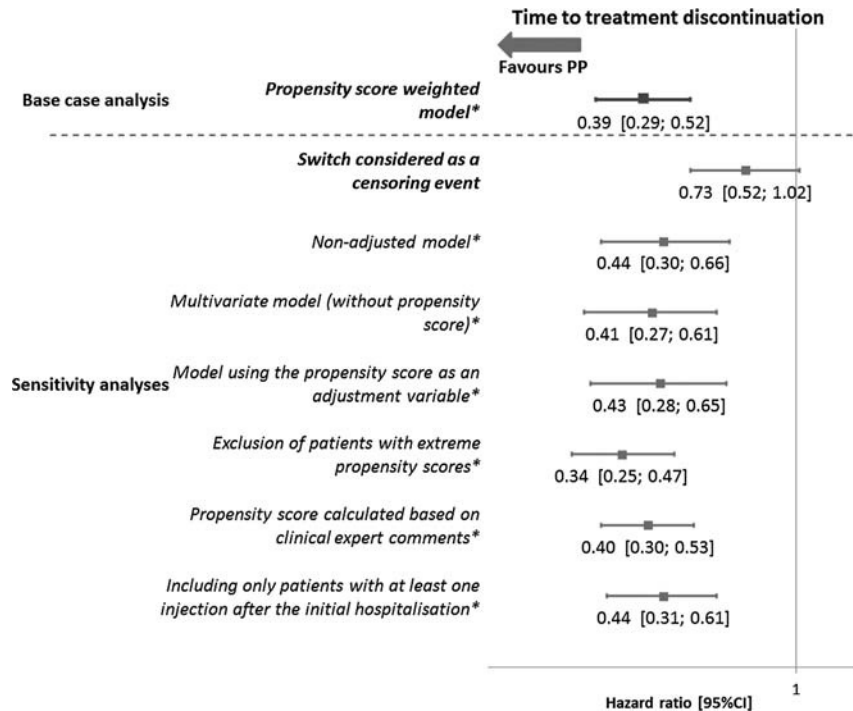 Time to treatment discontinuation
Favours PP
Base case analysis
Propensity score weighted
model*
0.39 [0.29; 0.52]
Switch considered as a
censoring event
0.73 [0.52; 1.02]
Non-adjusted model*
0.44 [0.30; 0.66]
Multivariate model (without propensity
score)*
0.41 [0.27; 0.61]
Sensitivity analyses
Model using the propensity score as an
adjustment variable*
0.43 [0.28; 0.65]
Exclusion of patients with extreme
propensity scores*
0.34 [0.25; 0.47]
Propensity score calculated based on
clinical expert comments*
0.40 [0.30; 0.53]
Including only patients with at least one
injection after the initial hospitalisation*
0.44 [0.31; 0.61]
1
Hazard ratio [95%CI]